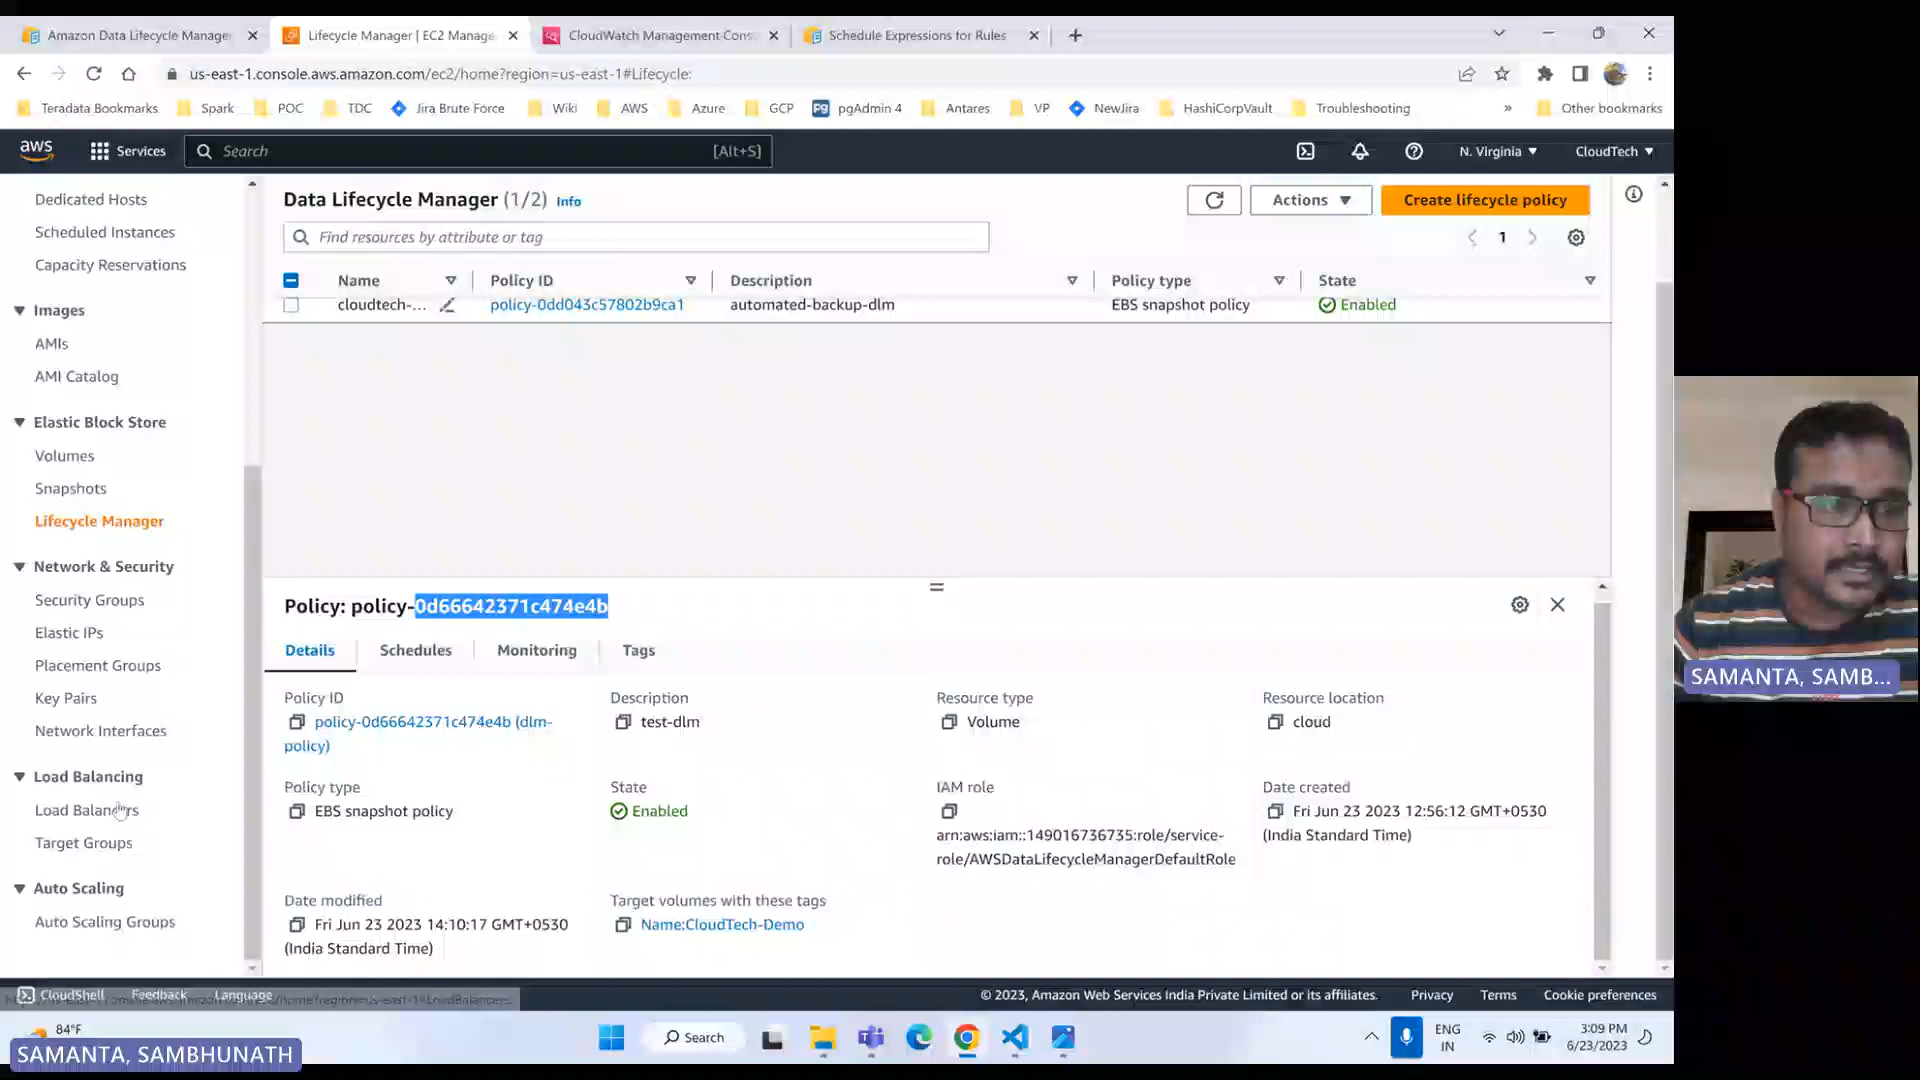 Amazon Data Lifecycle Manager
Lifecycle Manager | EC2 Manage
CloudWatch Management Cons
Schedule Expressions for Rules
us-east-1.console.aws.amazon.com/ec2/home?region=us-east-1#Lifecycle:
Teradata Bookmarks Spark POC TDC Jira Brute Force Wiki AWS Azure GCP pgAdmin 4 Antares VP NewJira HashiCorpVault Troubleshooting » Other bookmarks
aws Services Search [Alt+S] N. Virginia CloudTech
Dedicated Hosts
Scheduled Instances
Capacity Reservations
Images
AMIs
AMI Catalog
Elastic Block Store
Volumes
Snapshots
Lifecycle Manager
Network & Security
Security Groups
Elastic IPs
Placement Groups
Key Pairs
Network Interfaces
Load Balancing
Load Balancers
Target Groups
Auto Scaling
Auto Scaling Groups
Data Lifecycle Manager (1/2) Info
Actions
Create lifecycle policy
Find resources by attribute or tag
1
Name Policy ID Description Policy type State
cloudtech-... policy-0dd043c57802b9ca1 automated-backup-dlm EBS snapshot policy Enabled
Policy: policy-0d66642371c474e4b
Details Schedules Monitoring Tags
Policy ID
policy-0d66642371c474e4b (dlm-
policy)
Description
test-dlm
Resource type
Volume
Resource location
cloud
Policy type
EBS snapshot policy
State
Enabled
IAM role
arn:aws:iam::149016736735:role/service-
role/AWSDataLifecycleManagerDefaultRole
Date created
Fri Jun 23 2023 12:56:12 GMT+0530
(India Standard Time)
Date modified
Fri Jun 23 2023 14:10:17 GMT+0530
(India Standard Time)
Target volumes with these tags
Name:CloudTech-Demo
CloudShell Feedback Language
© 2023, Amazon Web Services India Private Limited or its affiliates. Privacy Terms Cookie preferences
84°F
Search
ENG
IN
3:09 PM
6/23/2023
SAMANTA, SAMBHUNATH
SAMANTA, SAMB...